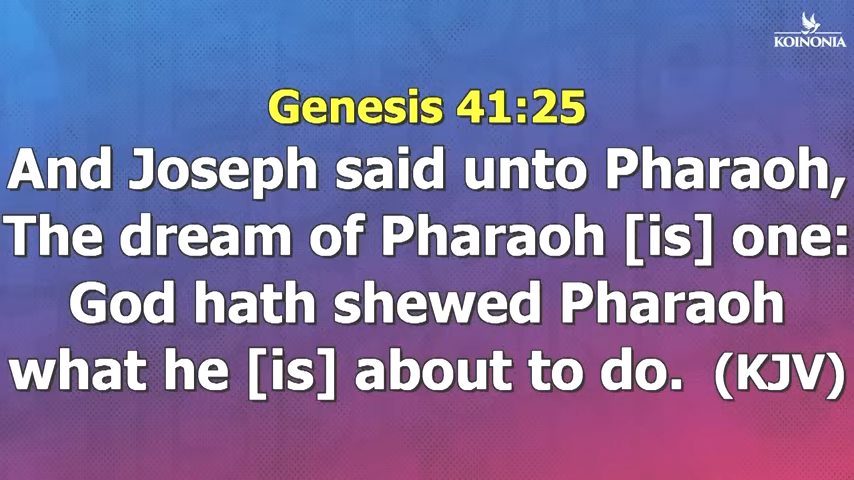 KOINONIA
Genesis 41:25
And Joseph said unto Pharaoh,
The dream of Pharaoh [is] one:
God hath shewed Pharaoh
what he [is] about to do. (KJV)